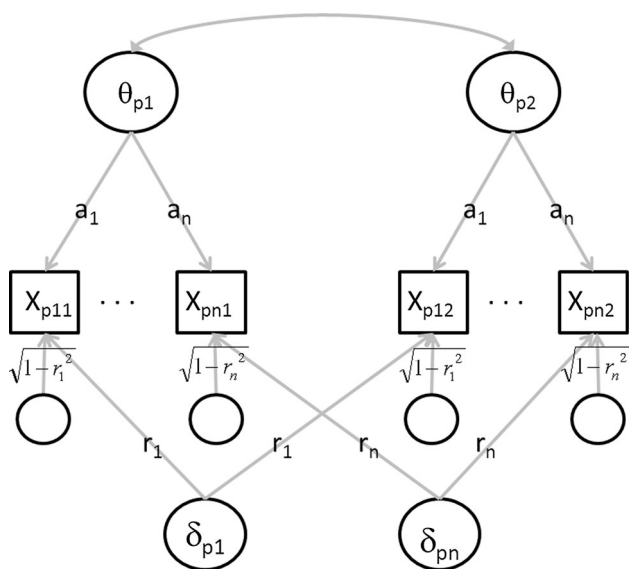 θp1 θp2
a1 an a1 an
Xp11 ··· Xpn1 Xp12 ··· Xpn2
√1−r1² √1−rn² √1−r1² √1−rn²
r1 r1 rn rn
δp1 δpn